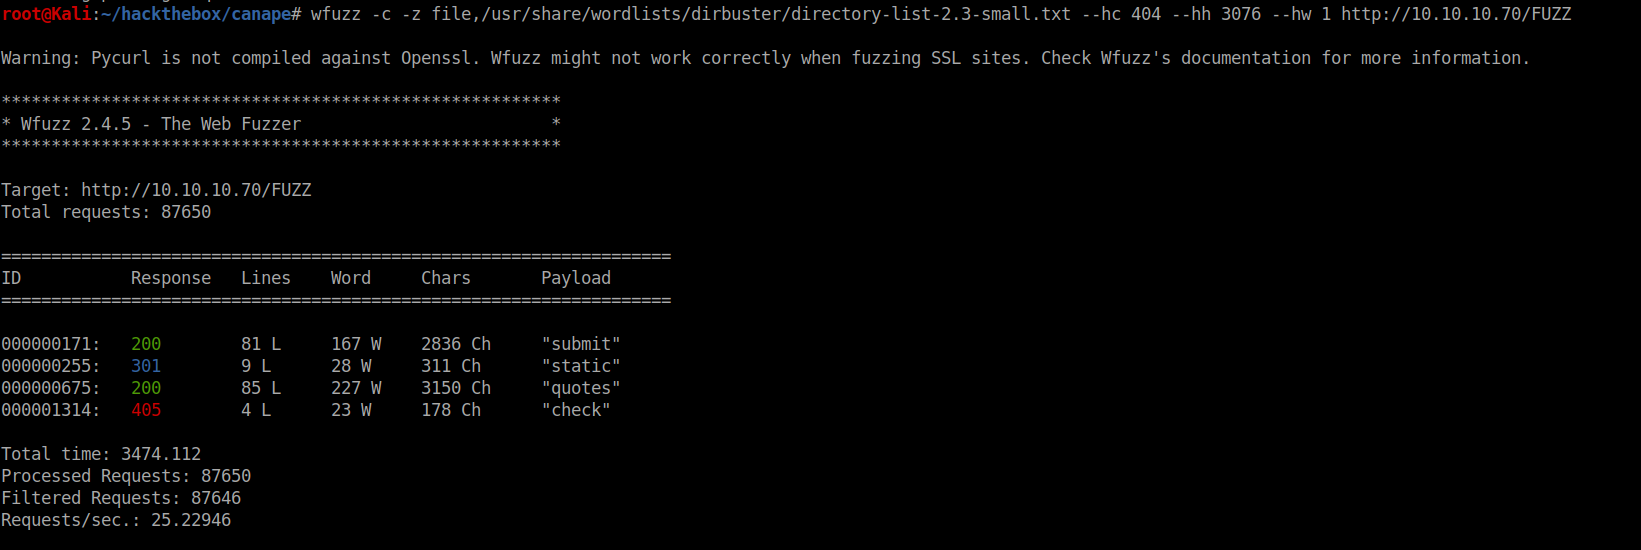 root@Kali:~/hackthebox/canape# wfuzz -c -z file,/usr/share/wordlists/dirbuster/directory-list-2.3-small.txt --hc 404 --hh 3076 --hw 1 http://10.10.10.70/FUZZ
Warning: Pycurl is not compiled against Openssl. Wfuzz might not work correctly when fuzzing SSL sites. Check Wfuzz's documentation for more information.
********************************************************
* Wfuzz 2.4.5 - The Web Fuzzer                         *
********************************************************
Target: http://10.10.10.70/FUZZ
Total requests: 87650
===================================================================
ID           Response   Lines    Word     Chars       Payload
===================================================================
000000171:   200        81 L     167 W    2836 Ch     "submit"
000000255:   301        9 L      28 W     311 Ch      "static"
000000675:   200        85 L     227 W    3150 Ch     "quotes"
000001314:   405        4 L      23 W     178 Ch      "check"
Total time: 3474.112
Processed Requests: 87650
Filtered Requests: 87646
Requests/sec.: 25.22946